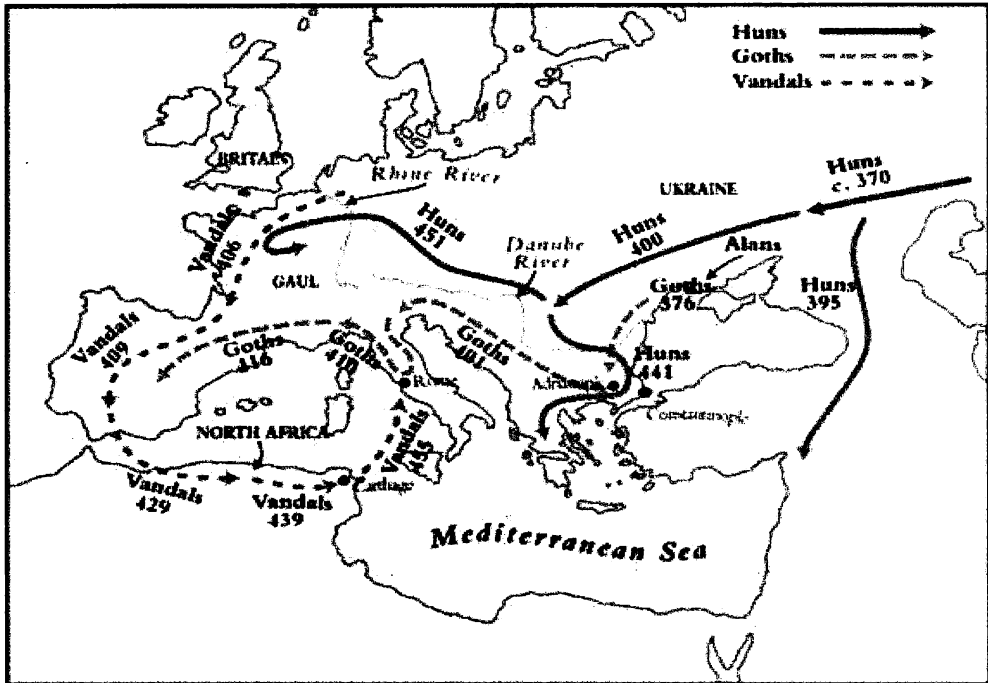 Huns
Goths
Vandals
BRITAIN
Rhine River
UKRAINE
Huns
c. 370
Vandals
406
Huns
451
Danube
River
Huns
400
Alans
GAUL
Goths
376
Huns
395
Vandals
409
Goths
416
Goths
410
Goths
401
Rome
Huns
441
Constantinople
NORTH AFRICA
Vandals
455
Vandals
429
Vandals
439
Carthage
Mediterranean Sea